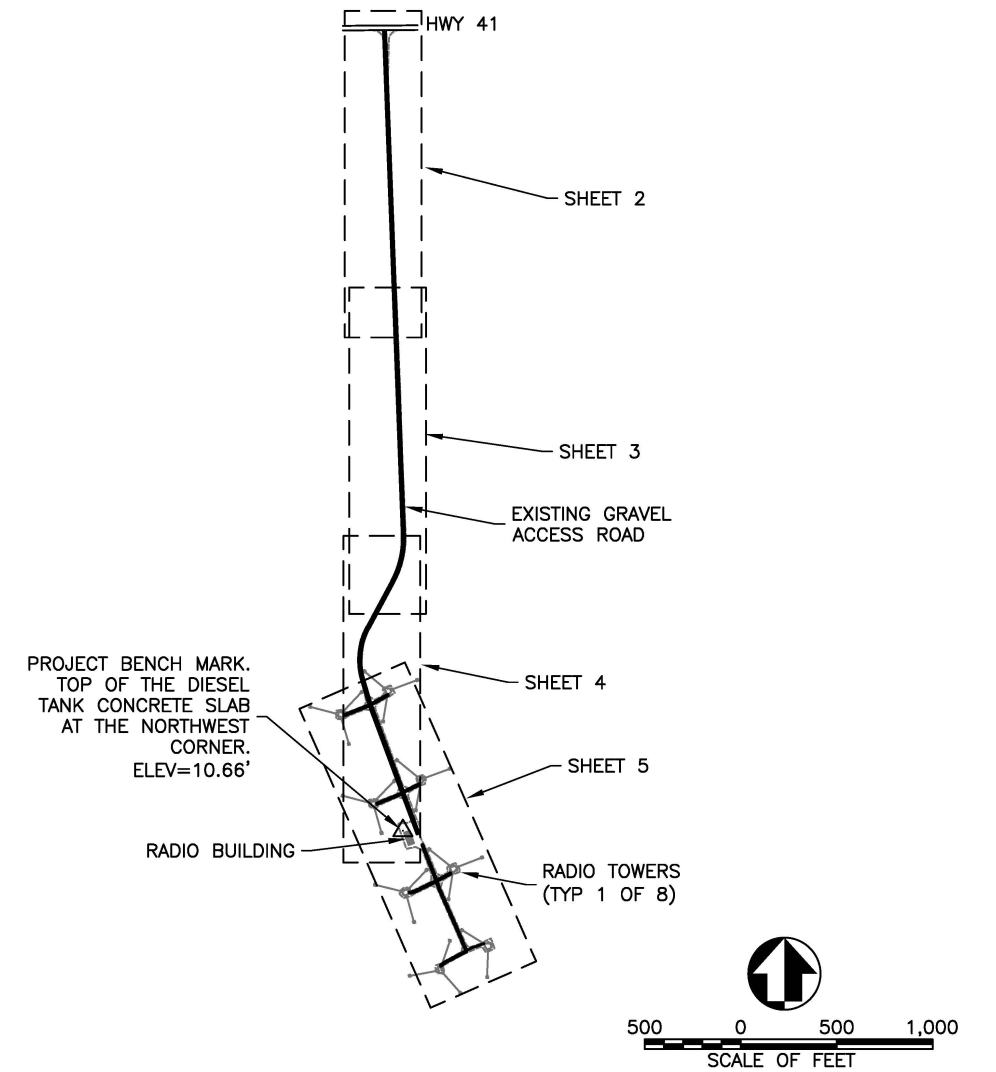 HWY 41
SHEET 2
SHEET 3
EXISTING GRAVEL
ACCESS ROAD
PROJECT BENCH MARK.
TOP OF THE DIESEL
TANK CONCRETE SLAB
AT THE NORTHWEST
CORNER.
ELEV=10.66'
SHEET 4
SHEET 5
RADIO BUILDING
RADIO TOWERS
(TYP 1 OF 8)
500 0 500 1,000
SCALE OF FEET